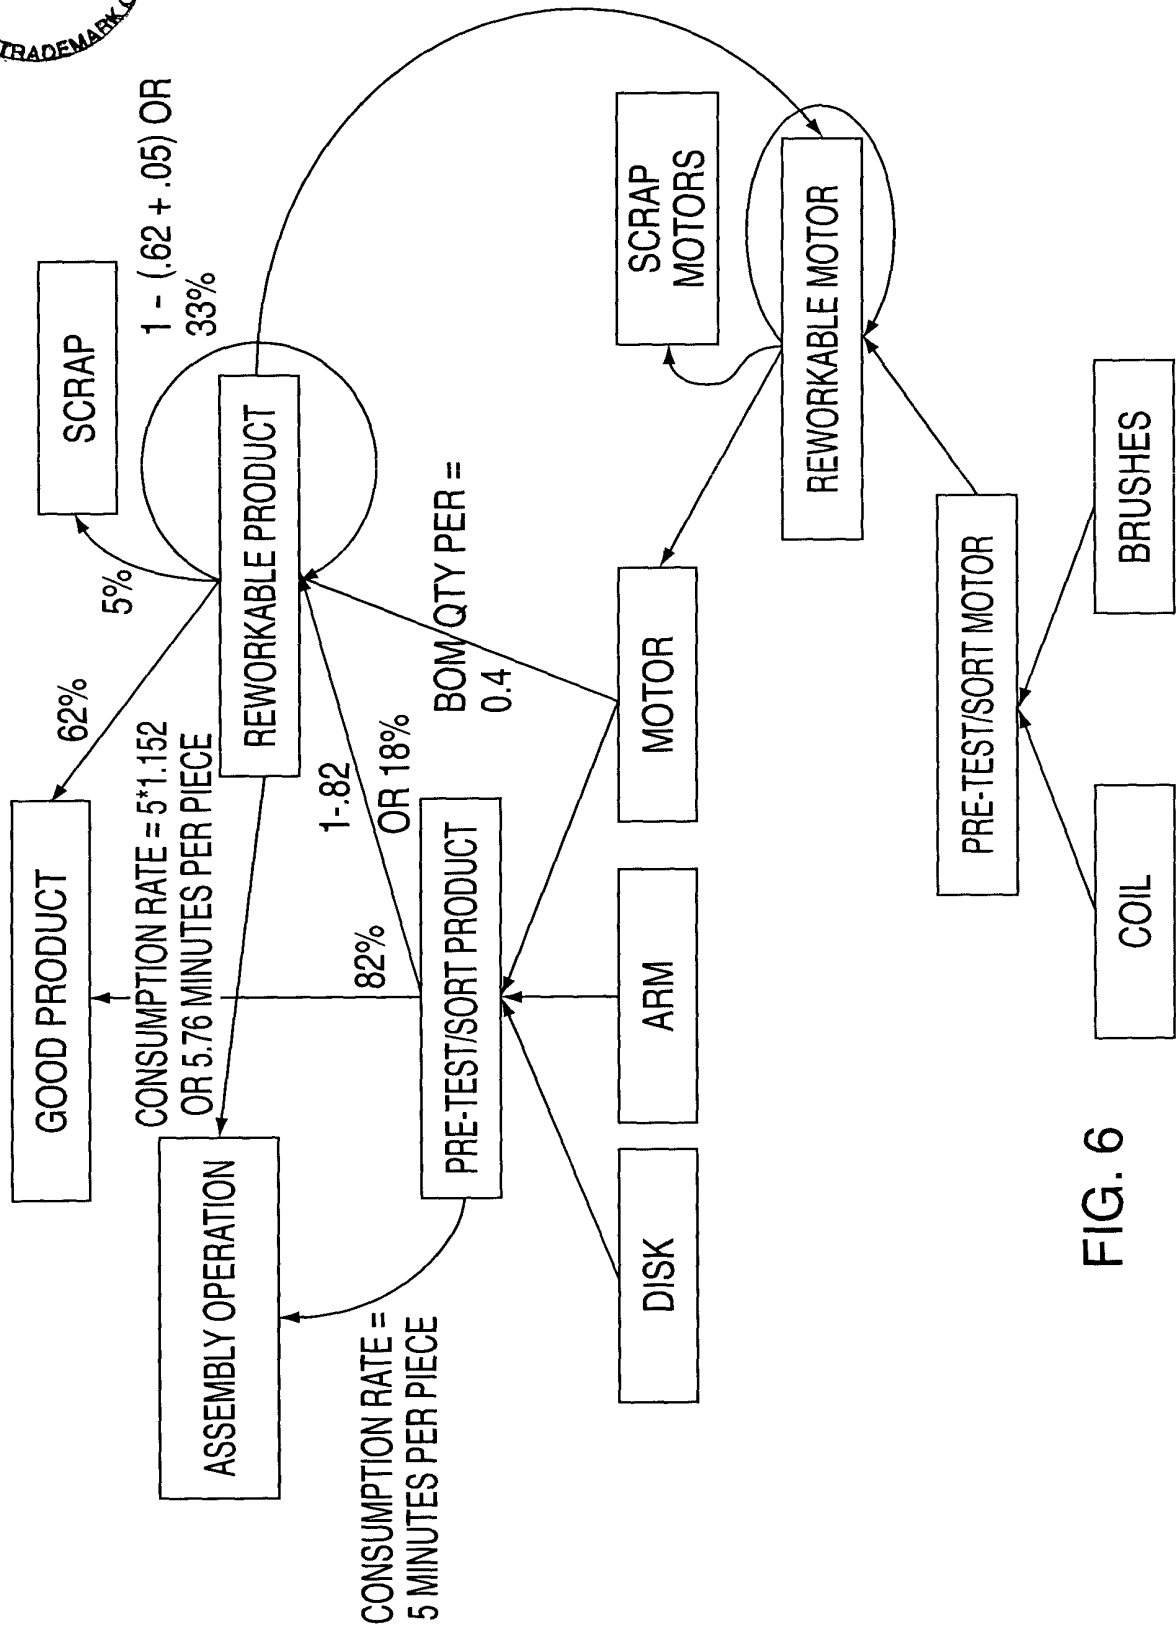 TRADEMARK
GOOD PRODUCT
SCRAP
62%
5%
1 - (.62 + .05) OR
33%
ASSEMBLY OPERATION
CONSUMPTION RATE = 5*1.152
OR 5.76 MINUTES PER PIECE
REWORKABLE PRODUCT
CONSUMPTION RATE =
5 MINUTES PER PIECE
82%
1-.82
OR 18%
BOM QTY PER =
0.4
PRE-TEST/SORT PRODUCT
DISK
ARM
MOTOR
SCRAP
MOTORS
REWORKABLE MOTOR
PRE-TEST/SORT MOTOR
COIL
BRUSHES
FIG. 6